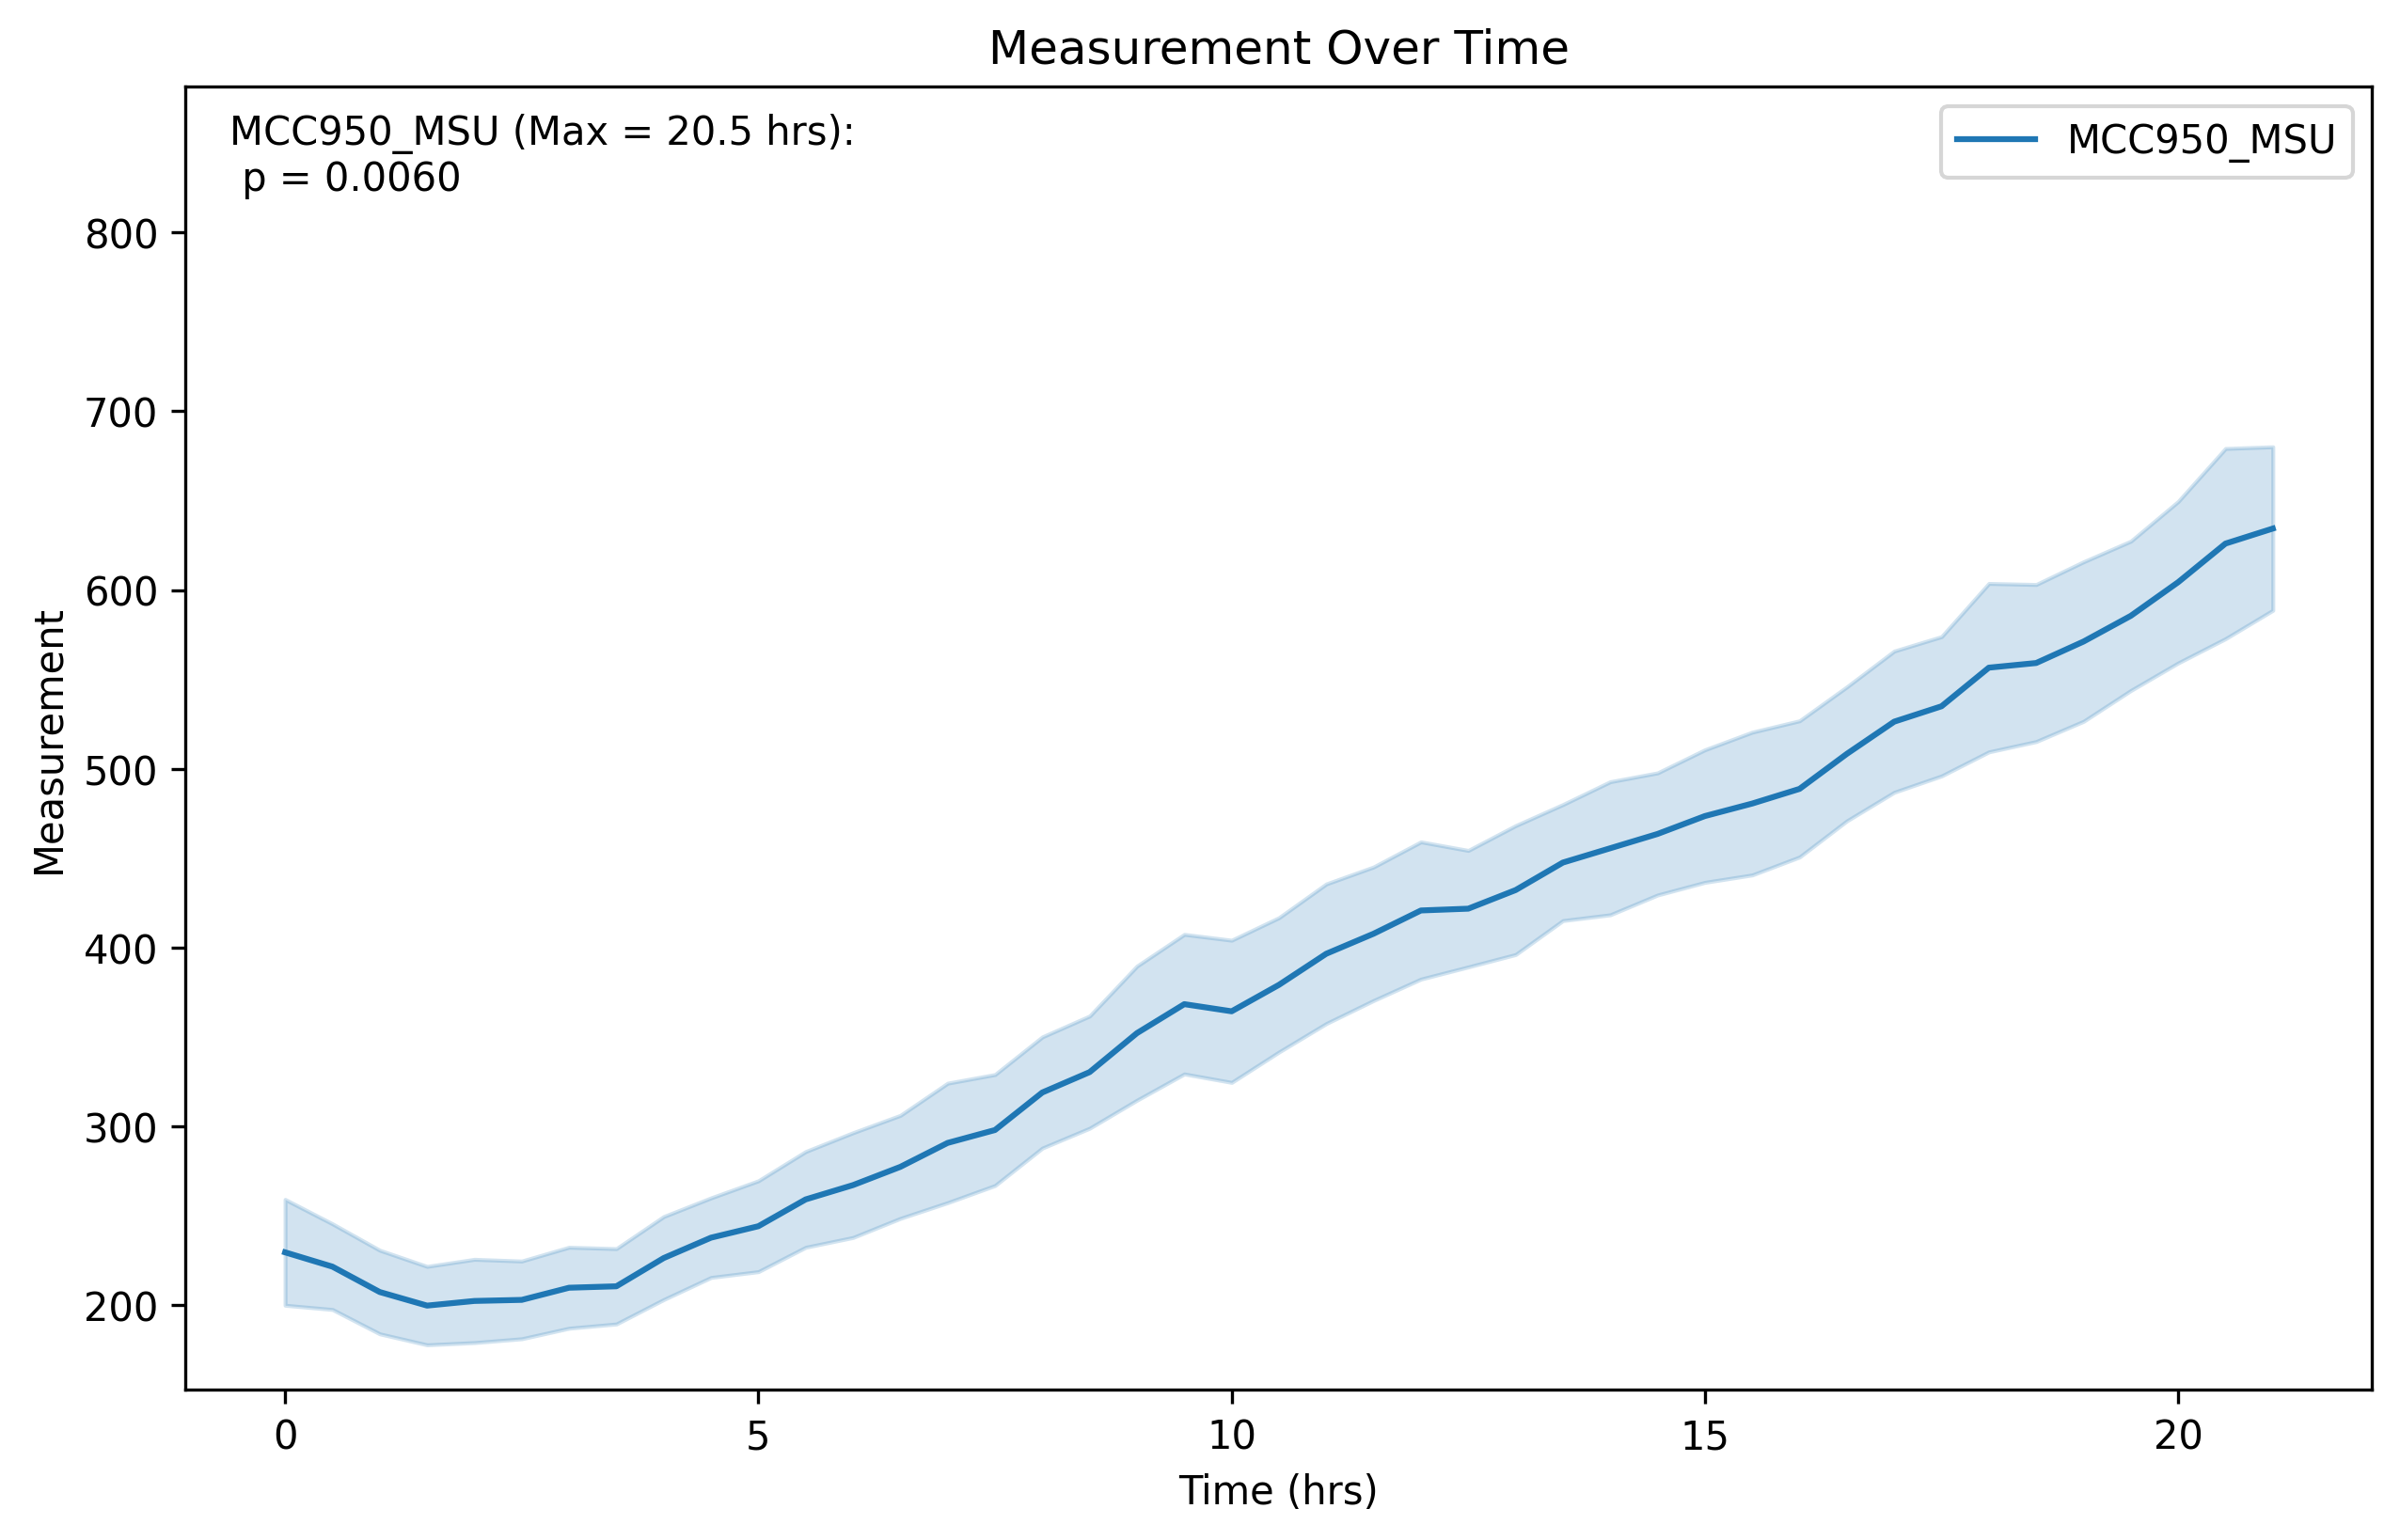 Measurement Over Time
MCC950_MSU (Max = 20.5 hrs):
p = 0.0060
MCC950_MSU
800
700
600
500
400
300
200
Measurement
0 5 10 15 20
Time (hrs)